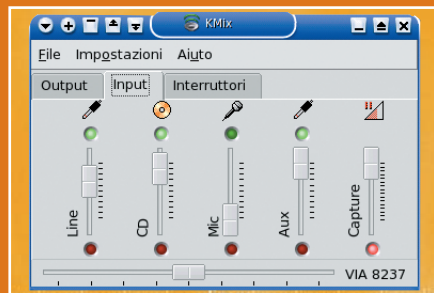 KMix
File Impostazioni Aiuto
Output Input Interruttori
Line CD Mic Aux Capture
VIA 8237